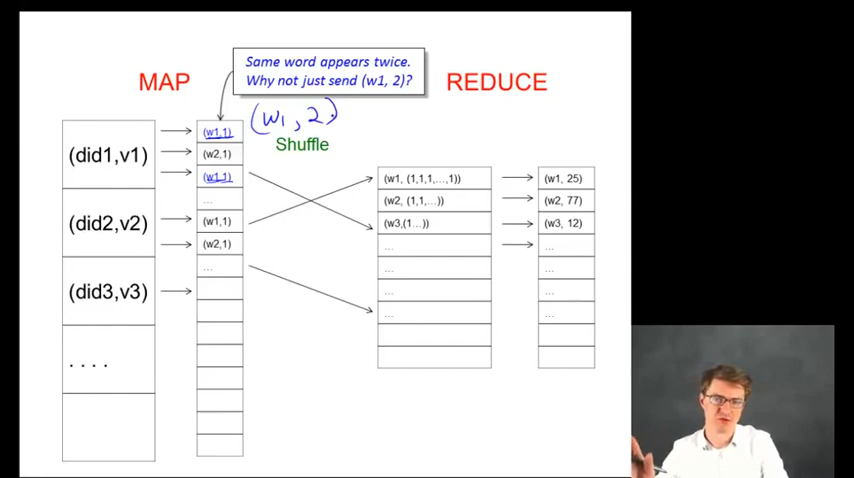 Same word appears twice.
Why not just send (w1, 2)?
MAP
REDUCE
(w1, 2)
Shuffle
(did1,v1)
(did2,v2)
(did3,v3)
. . . .
(w1,1)
(w2,1)
(w1,1)
...
(w1,1)
(w2,1)
...
(w1, (1,1,1,...,1))
(w2, (1,1,...))
(w3,(1...))
...
...
...
...
(w1, 25)
(w2, 77)
(w3, 12)
...
...
...
...